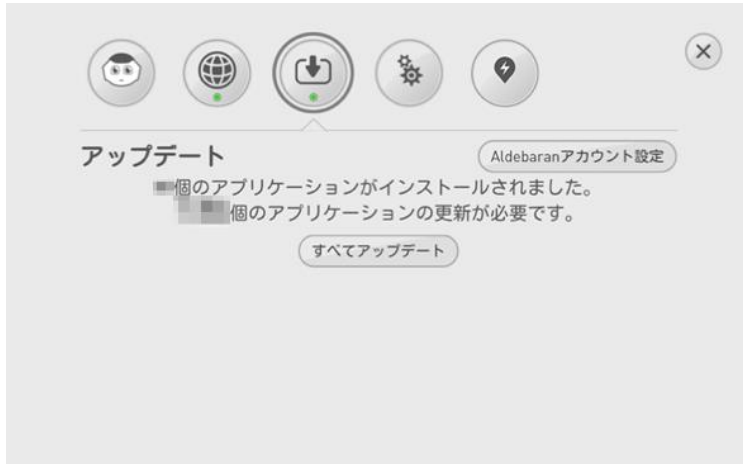 アップデート
Aldebaranアカウント設定
個のアプリケーションがインストールされました。
個のアプリケーションの更新が必要です。
すべてアップデート